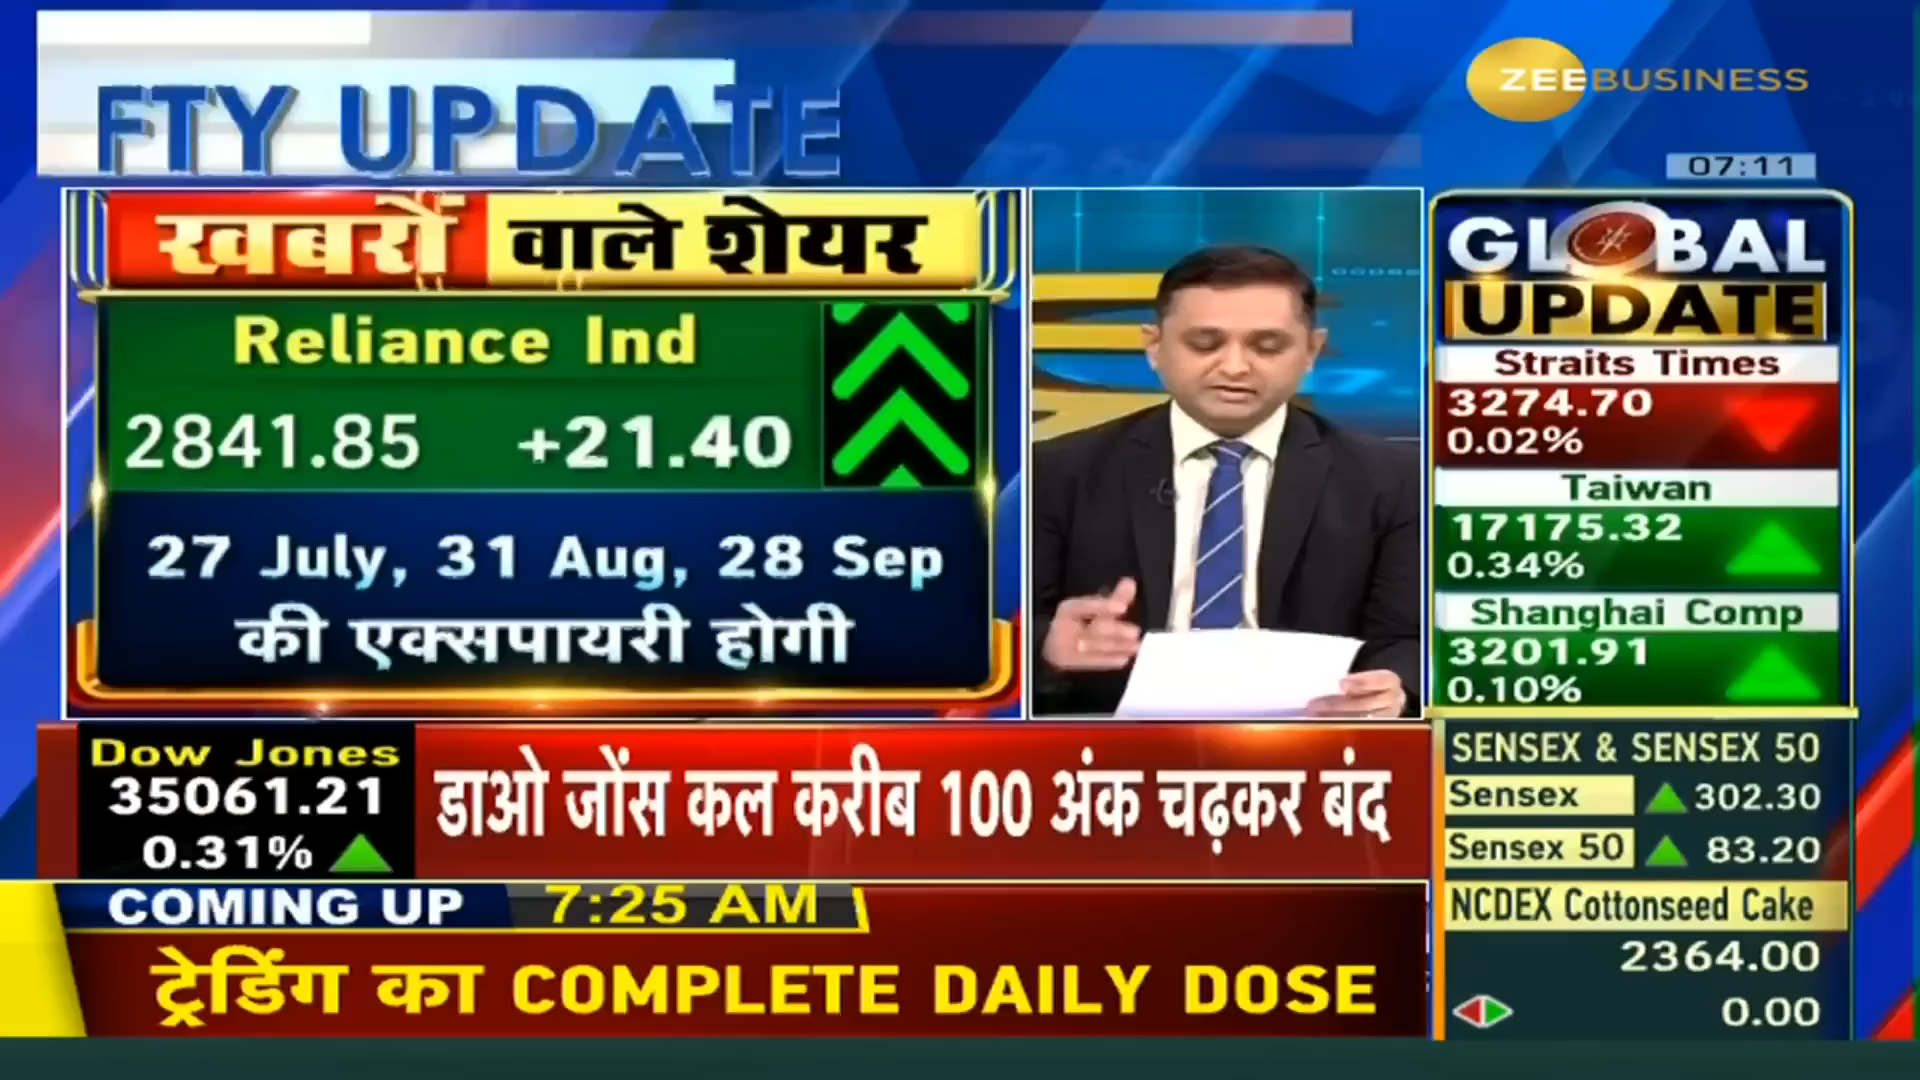 FTY UPDATE
ZEEBUSINESS
07:11
खबरों वाले शेयर
Reliance Ind
2841.85 +21.40
27 July, 31 Aug, 28 Sep
की एक्सपायरी होगी
GLOBAL
UPDATE
Straits Times
3274.70
0.02%
Taiwan
17175.32
0.34%
Shanghai Comp
3201.91
0.10%
Dow Jones
35061.21
0.31%
डाओ जोंस कल करीब 100 अंक चढ़कर बंद
SENSEX & SENSEX 50
Sensex 302.30
Sensex 50 83.20
NCDEX Cottonseed Cake
2364.00
0.00
COMING UP 7:25 AM
ट्रेडिंग का COMPLETE DAILY DOSE